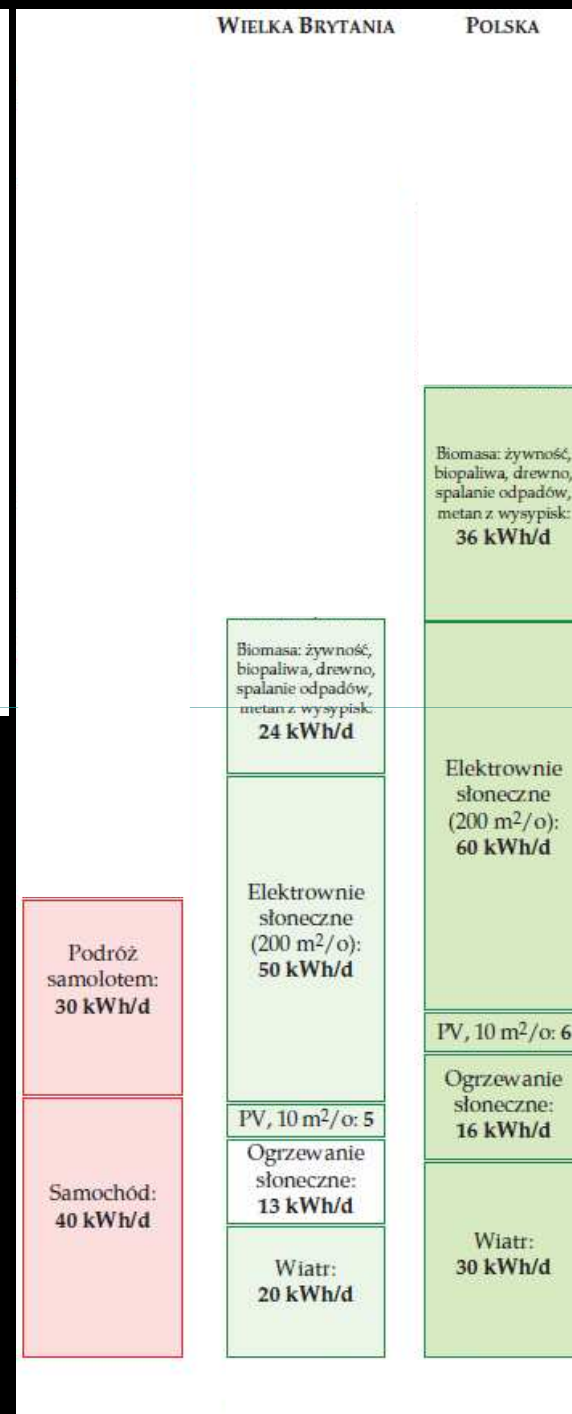 WIELKA BRYTANIA
POLSKA
Podróż
samolotem:
30 kWh/d
Samochód:
40 kWh/d
Biomasa: żywność,
biopaliwa, drewno,
spalanie odpadów,
metan z wysypisk:
24 kWh/d
Elektrownie
słoneczne
(200 m²/o):
50 kWh/d
PV, 10 m²/o: 5
Ogrzewanie
słoneczne:
13 kWh/d
Wiatr:
20 kWh/d
Biomasa: żywność,
biopaliwa, drewno,
spalanie odpadów,
metan z wysypisk:
36 kWh/d
Elektrownie
słoneczne
(200 m²/o):
60 kWh/d
PV, 10 m²/o: 6
Ogrzewanie
słoneczne:
16 kWh/d
Wiatr:
30 kWh/d